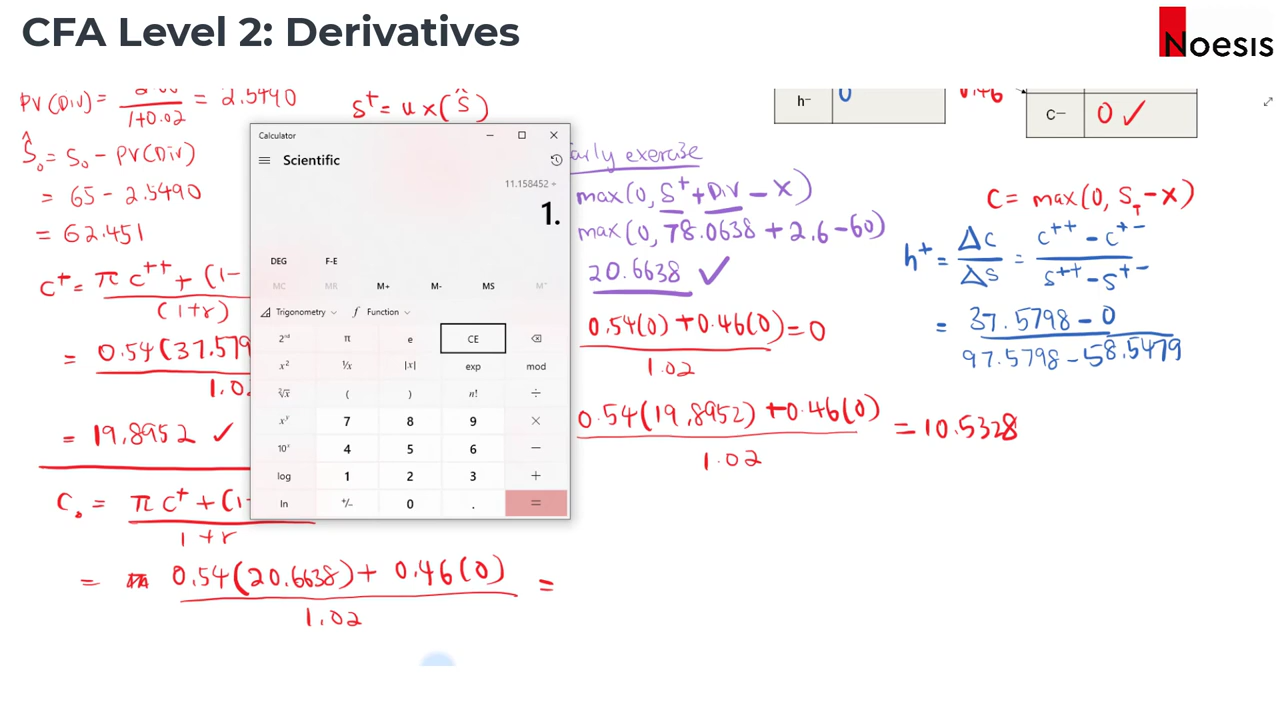 CFA Level 2: Derivatives
Noesis
PV(Div) = 2.60 / 1+0.02 = 2.5490
S⁺ = u × (Ŝ)
Ŝ₀ = S₀ - PV(Div)
= 65 - 2.5490
= 62.451
C⁺ = π C⁺⁺ + (1-
(1+r)
= 0.54(37.579
1.0
= 19.8952 ✓
C₀ = π C⁺ + (1-
1+r
= 0.54(20.6638) + 0.46(0) =
1.02
Calculator
Scientific
11.158452 ÷
1.
DEG
F-E
MC MR M+ M- MS M˅
Trigonometry
Function
2ⁿᵈ π e CE
x² ¹/x |x| exp mod
²√x ( ) n! ÷
xʸ 7 8 9 ×
10ˣ 4 5 6 −
log 1 2 3 +
ln +/- 0 . =
arly exercise
max(0, S⁺ + Div - X)
max(0, 78.0638 + 2.6 - 60)
20.6638 ✓
0.54(0) + 0.46(0) = 0
1.02
0.54(19.8952) + 0.46(0) = 10.5328
1.02
h−
0
0.46
c−
0 ✓
C = max(0, S_T - X)
h⁺ = ΔC / ΔS = C⁺⁺ - C⁺⁻ / S⁺⁺ - S⁺⁻
= 37.5798 - 0
97.5798 - 58.5479